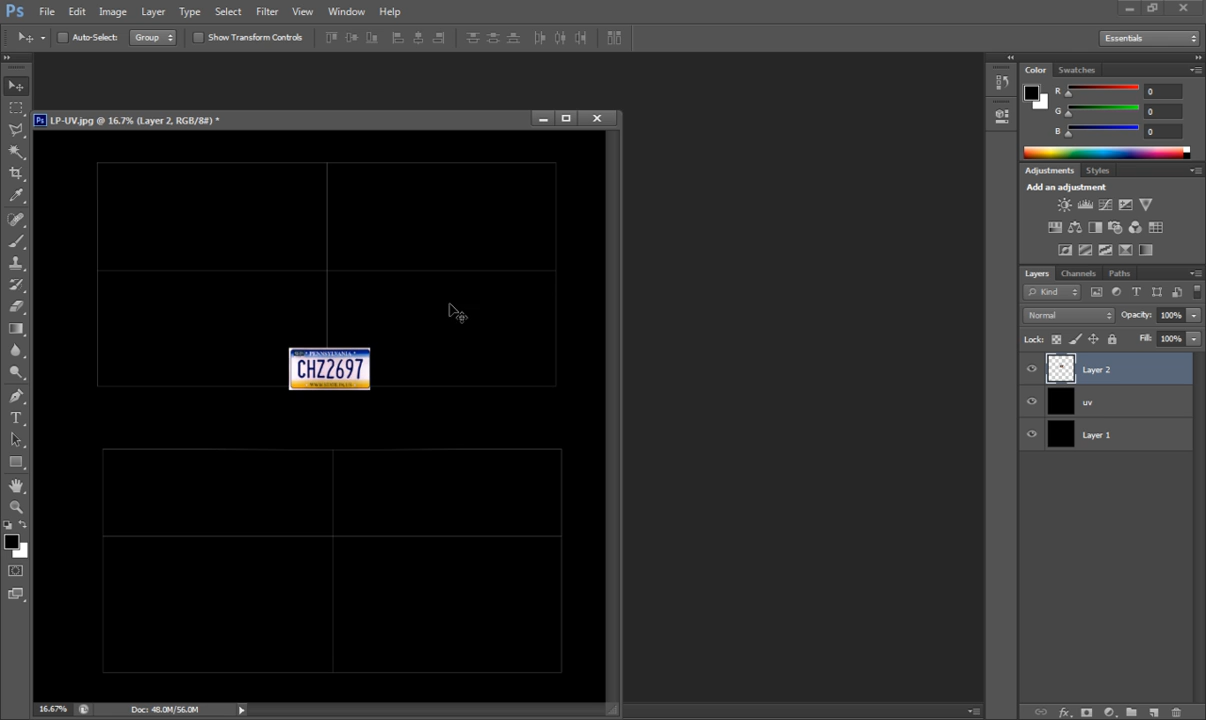 Ps File Edit Image Layer Type Select Filter View Window Help
Auto-Select: Group Show Transform Controls Essentials
Ps LP-UV.jpg @ 16.7% (Layer 2, RGB/8#) *
PENNSYLVANIA
CHZ2697
16.67% Doc: 48.0M/56.0M
Color Swatches
R 0
G 0
B 0
Adjustments Styles
Add an adjustment
Layers Channels Paths
Kind
Normal Opacity: 100%
Lock: Fill: 100%
Layer 2
uv
Layer 1
fx